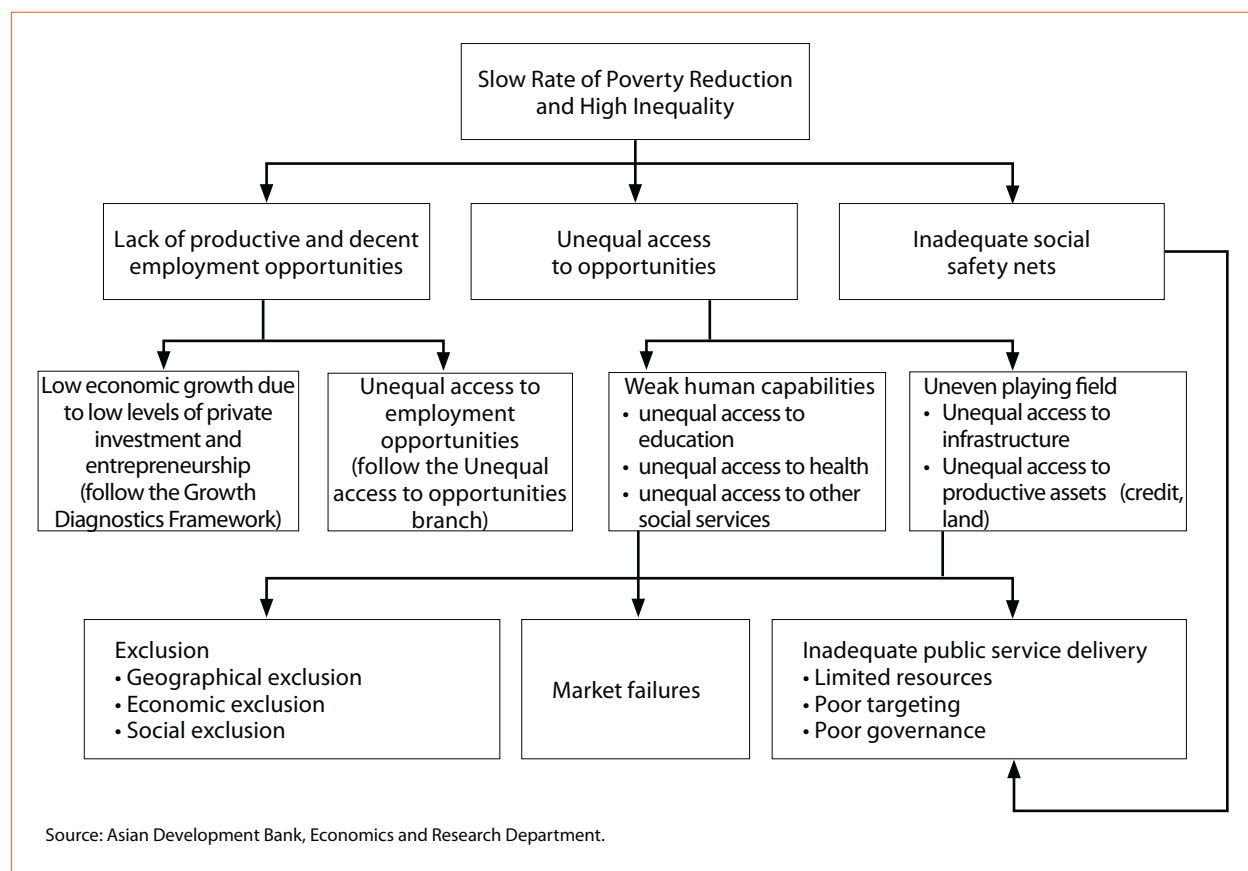 Slow Rate of Poverty Reduction
and High Inequality
Lack of productive and decent
employment opportunities
Unequal access
to opportunities
Inadequate social
safety nets
Low economic growth due
to low levels of private
investment and
entrepreneurship
(follow the Growth
Diagnostics Framework)
Unequal access to
employment
opportunities
(follow the Unequal
access to opportunities
branch)
Weak human capabilities
• unequal access to
education
• unequal access to health
• unequal access to other
social services
Uneven playing field
• Unequal access to
infrastructure
• Unequal access to
productive assets (credit,
land)
Exclusion
• Geographical exclusion
• Economic exclusion
• Social exclusion
Market failures
Inadequate public service delivery
• Limited resources
• Poor targeting
• Poor governance
Source: Asian Development Bank, Economics and Research Department.